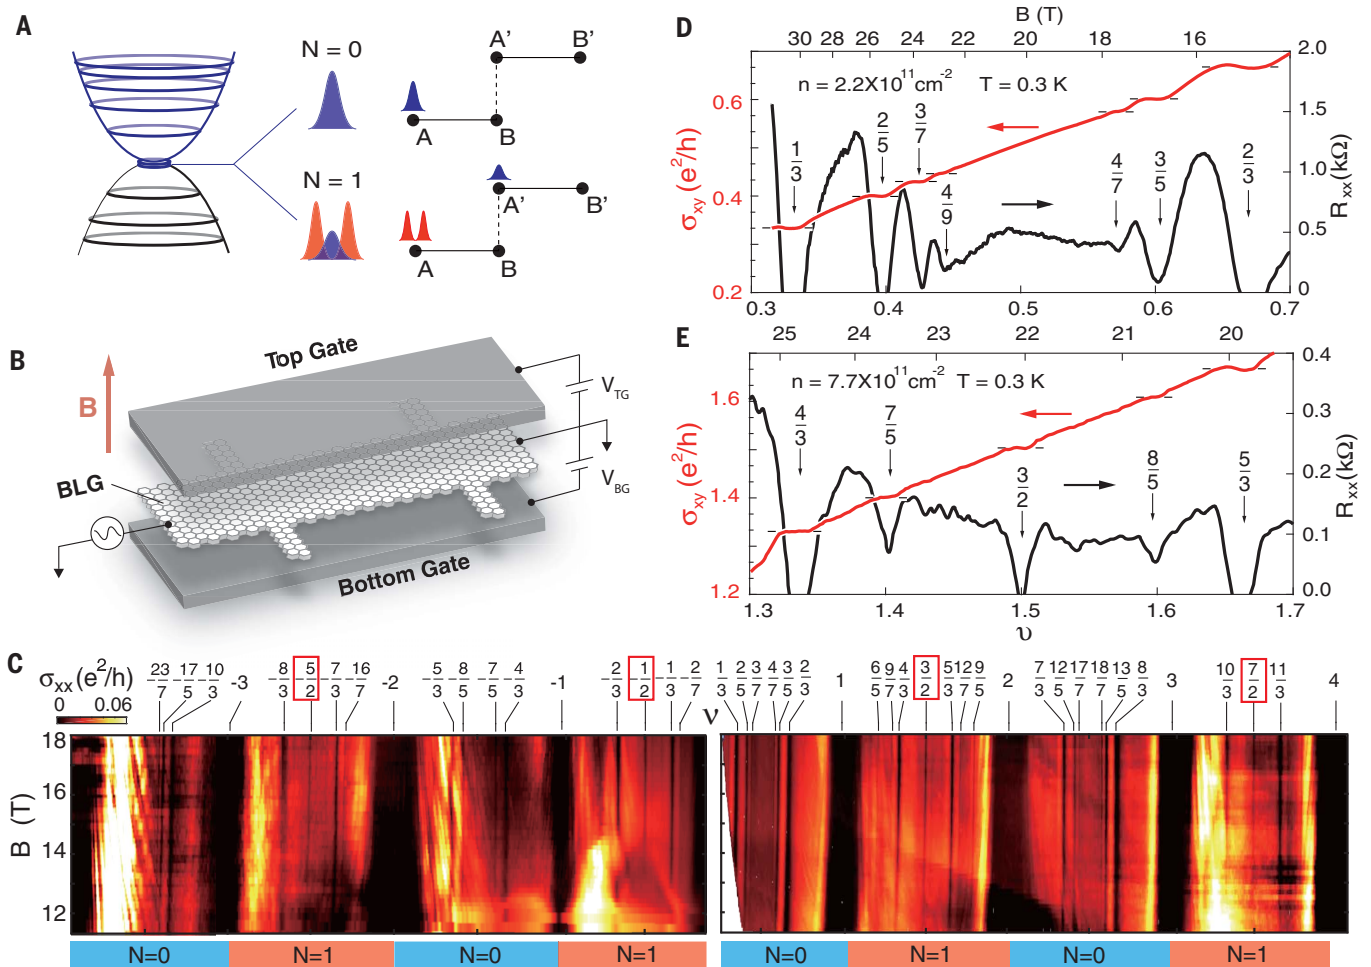 A
N = 0
A' B'
A B
N = 1
A' B'
A B
B
B
Top Gate
BLG
Bottom Gate
V_TG
V_BG
C
σ_xx (e²/h)
0 0.06
-23/7 -17/5 -10/3 -3 -8/3 -5/2 -7/3 -16/7 -2 -5/3 -8/5 -7/5 -4/3 -1 -2/3 -1/2 -1/3 -2/7
ν
1/3 2/5 3/7 4/7 3/5 2/3 1 6/5 9/7 4/3 3/2 5/3 12/7 9/5 2 7/3 12/5 17/7 18/7 13/5 8/3 3 10/3 7/2 11/3 4
B (T)
18
16
14
12
N=0 N=1 N=0 N=1 N=0 N=1 N=0 N=1
D
B (T)
30 28 26 24 22 20 18 16
n = 2.2X10¹¹cm⁻² T = 0.3 K
σ_xy (e²/h)
0.6
0.4
0.2
1/3 2/5 3/7 4/9 4/7 3/5 2/3
R_xx(kΩ)
2.0
1.5
1.0
0.5
0
0.3 0.4 0.5 0.6 0.7
E
25 24 23 22 21 20
n = 7.7X10¹¹cm⁻² T = 0.3 K
σ_xy (e²/h)
1.6
1.4
1.2
4/3 7/5 3/2 8/5 5/3
R_xx(kΩ)
0.4
0.3
0.2
0.1
0.0
1.3 1.4 1.5 1.6 1.7
υ